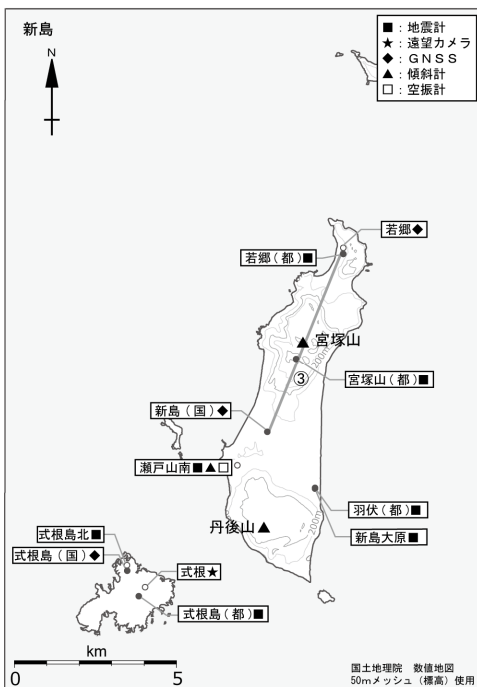 新島
N
■：地震計
★：遠望カメラ
◆：ＧＮＳＳ
▲：傾斜計
□：空振計
若郷◆
若郷（都）■
宮塚山
200m
宮塚山（都）■
③
新島（国）◆
瀬戸山南■▲□
羽伏（都）■
丹後山
200m
新島大原■
式根島北■
式根島（国）◆
式根★
式根島（都）■
km
0 5
国土地理院　数値地図
50mメッシュ（標高）使用